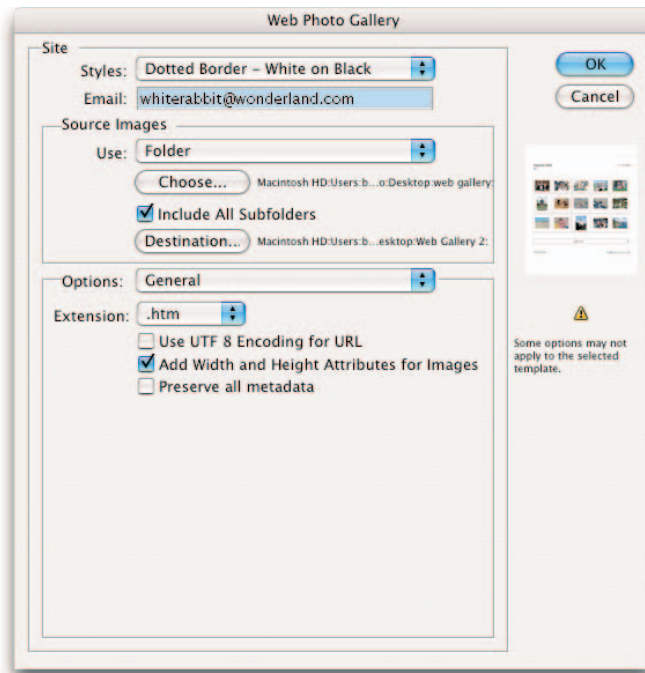 Web Photo Gallery
Site
Styles: Dotted Border – White on Black
OK
Email: whiterabbit@wonderland.com
Cancel
Source Images
Use: Folder
Choose... Macintosh HD:Users:b...o:Desktop:web gallery:
Include All Subfolders
Destination... Macintosh HD:Users:b...esktop:Web Gallery 2:
Options: General
Extension: .htm
Use UTF 8 Encoding for URL
Add Width and Height Attributes for Images
Preserve all metadata
Some options may not
apply to the selected
template.